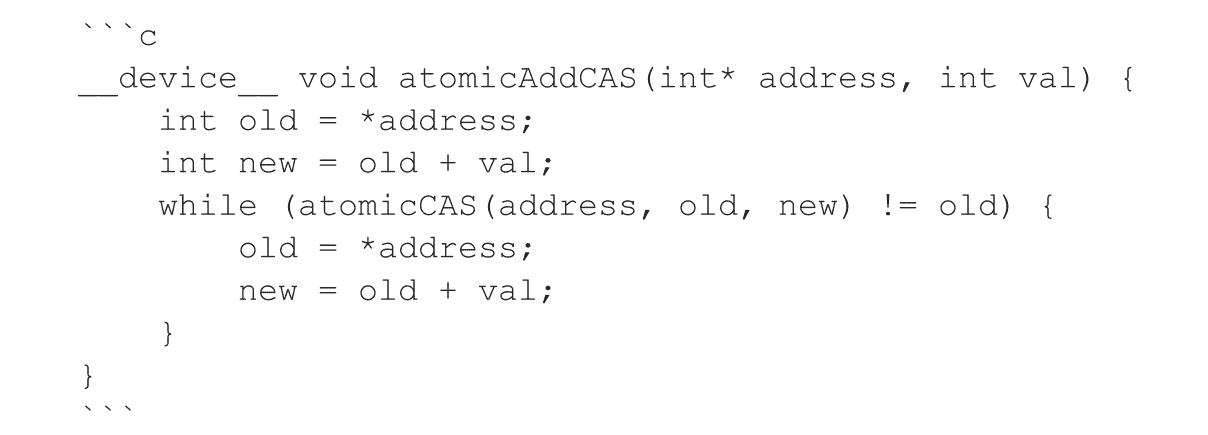 ```c
__device__ void atomicAddCAS(int* address, int val) {
    int old = *address;
    int new = old + val;
    while (atomicCAS(address, old, new) != old) {
        old = *address;
        new = old + val;
    }
}
```